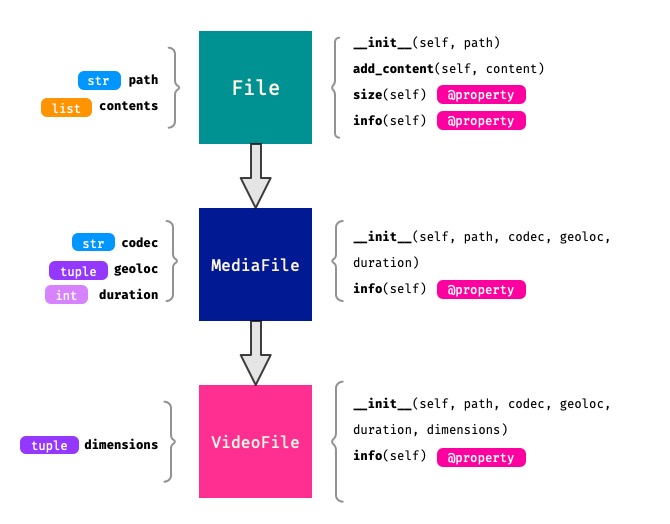 str path
list contents
File
__init__(self, path)
add_content(self, content)
size(self) @property
info(self) @property
str codec
tuple geoloc
int duration
MediaFile
__init__(self, path, codec, geoloc,
duration)
info(self) @property
tuple dimensions
VideoFile
__init__(self, path, codec, geoloc,
duration, dimensions)
info(self) @property